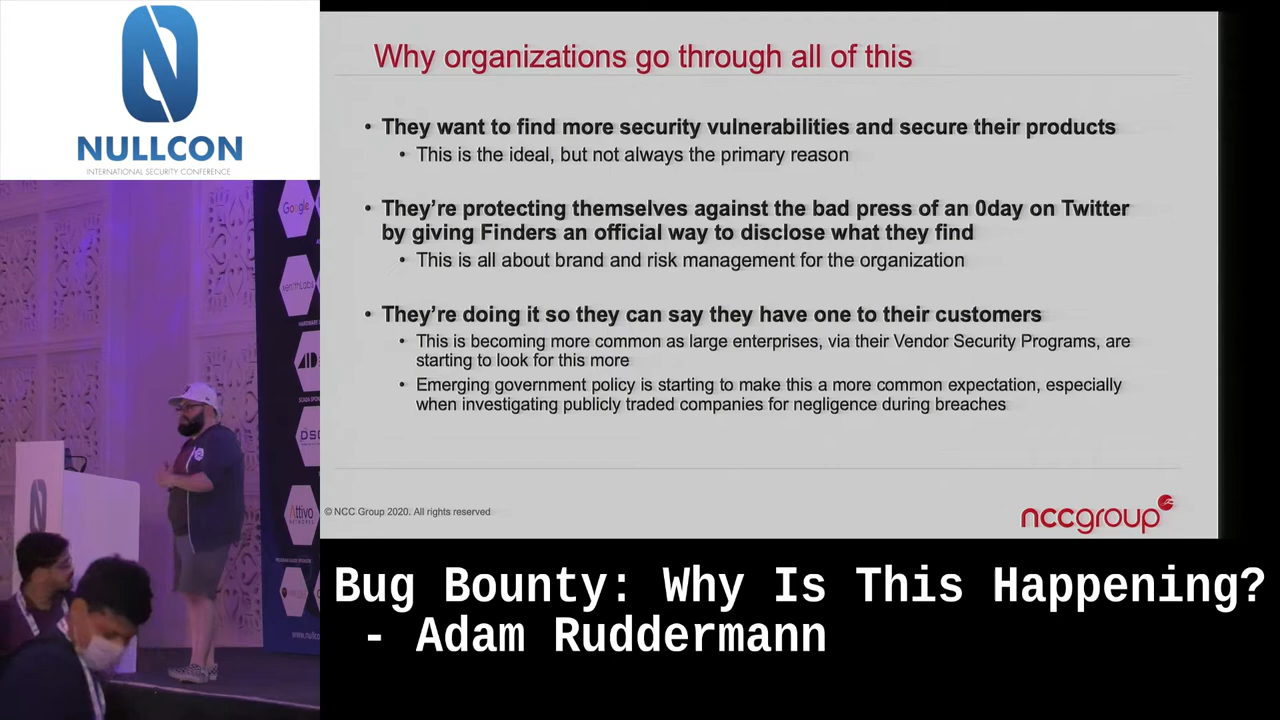 NULLCON
INTERNATIONAL SECURITY CONFERENCE
Google
Attivo
NETWORKS
Why organizations go through all of this
• They want to find more security vulnerabilities and secure their products
• This is the ideal, but not always the primary reason
• They're protecting themselves against the bad press of an 0day on Twitter
by giving Finders an official way to disclose what they find
• This is all about brand and risk management for the organization
• They're doing it so they can say they have one to their customers
• This is becoming more common as large enterprises, via their Vendor Security Programs, are
starting to look for this more
• Emerging government policy is starting to make this a more common expectation, especially
when investigating publicly traded companies for negligence during breaches
© NCC Group 2020. All rights reserved
nccgroup
Bug Bounty: Why Is This Happening?
- Adam Ruddermann